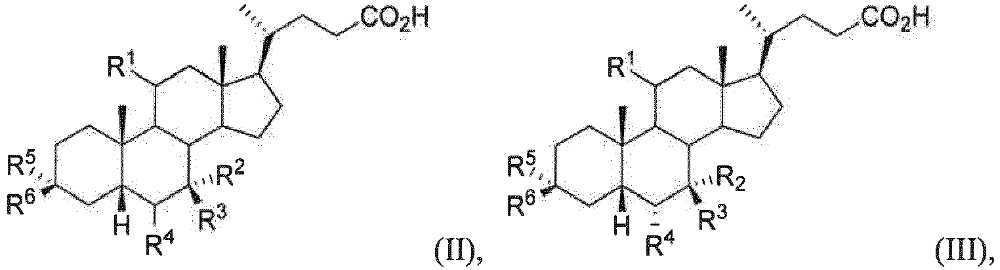 CO₂H
R¹
R⁵
R²
R⁶
R³
H
R⁴
(II),
CO₂H
R¹
R⁵
R₂
R⁶
R³
H
R⁴
(III),